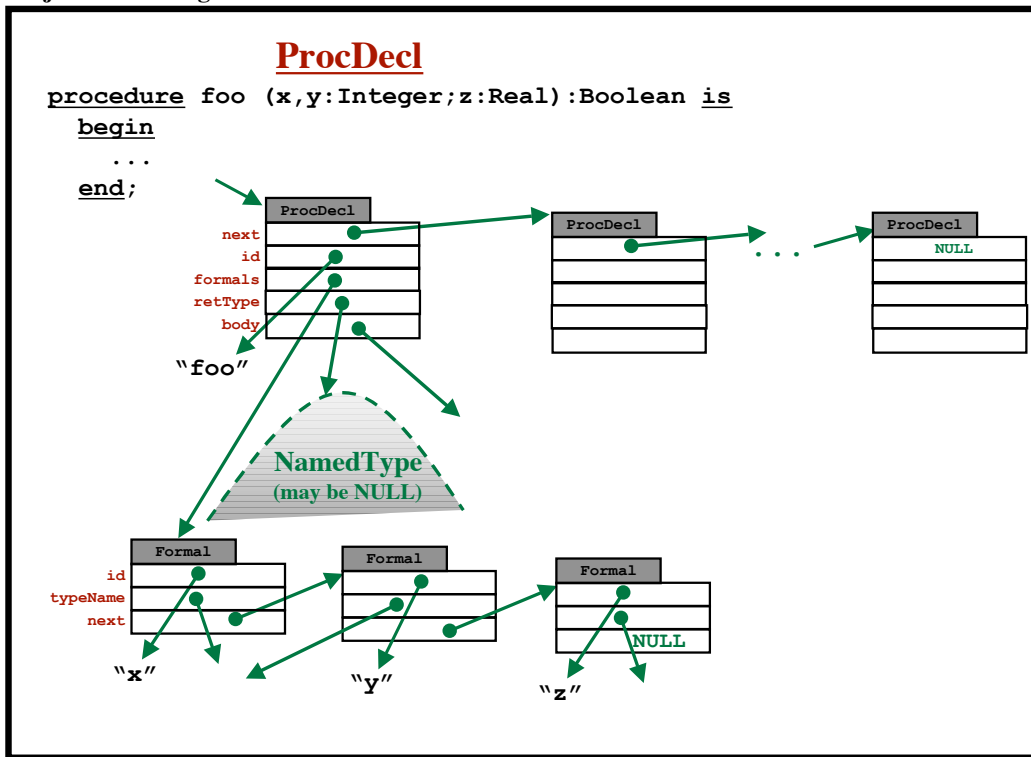 ProcDecl
procedure foo (x,y:Integer;z:Real):Boolean is
begin
...
end;
ProcDecl
next
id
formals
retType
body
ProcDecl
...
ProcDecl
NULL
“foo”
NamedType
(may be NULL)
Formal
id
typeName
next
Formal
Formal
NULL
“x”
“y”
“z”